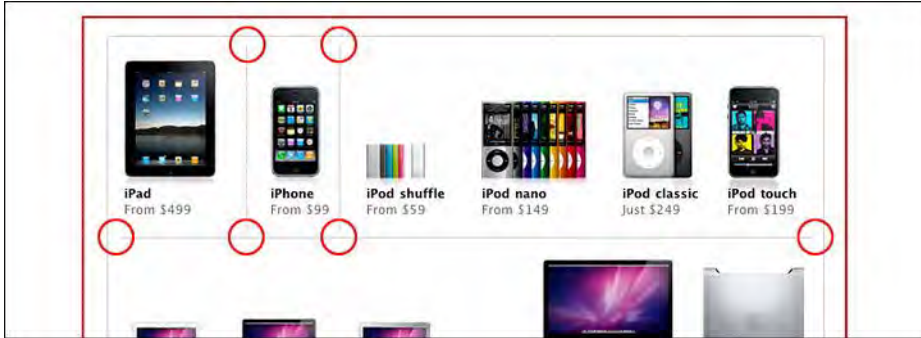 iPad
From $499
iPhone
From $99
iPod shuffle
From $59
iPod nano
From $149
iPod classic
Just $249
iPod touch
From $199